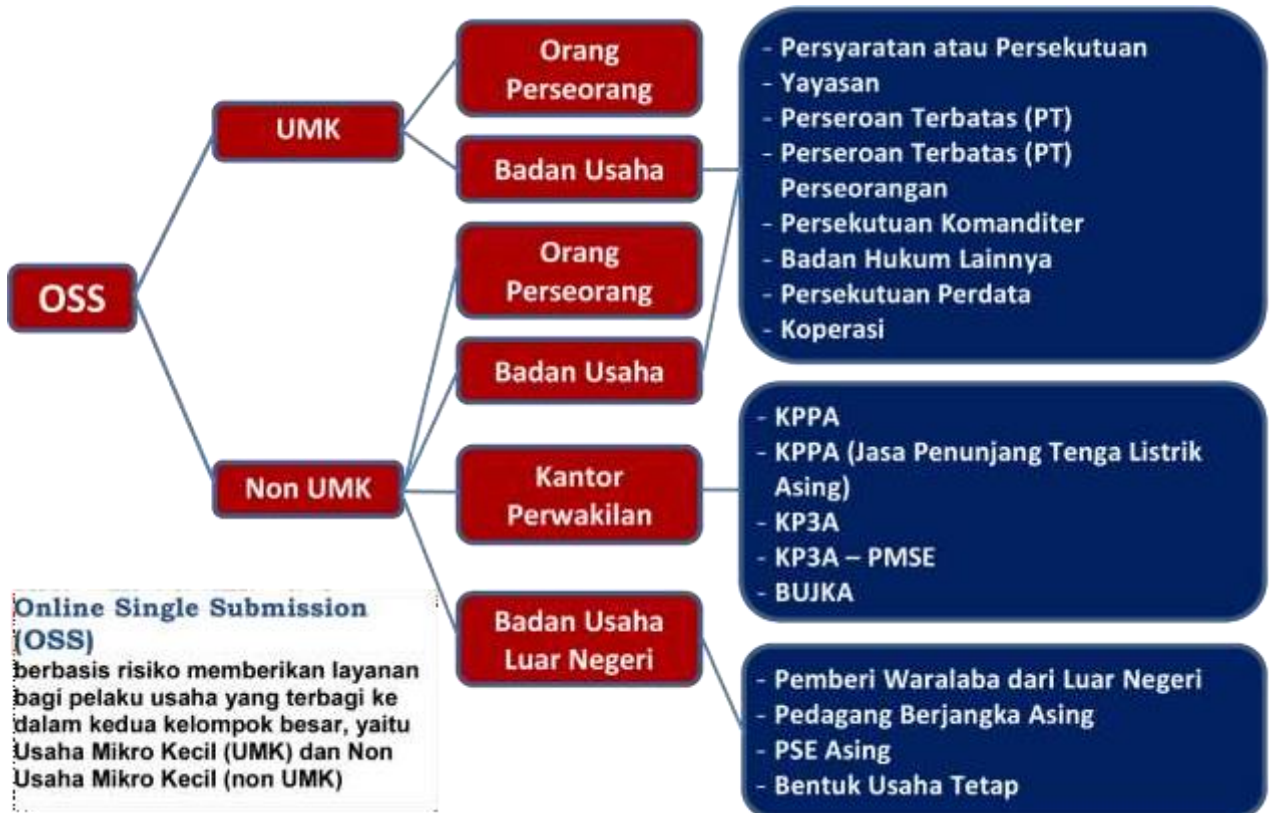 OSS
UMK
Non UMK
Orang
Perseorang
Badan Usaha
Orang
Perseorang
Badan Usaha
Kantor
Perwakilan
Badan Usaha
Luar Negeri
- Persyaratan atau Persekutuan
- Yayasan
- Perseroan Terbatas (PT)
- Perseroan Terbatas (PT)
Perseorangan
- Persekutuan Komanditer
- Badan Hukum Lainnya
- Persekutuan Perdata
- Koperasi
- KPPA
- KPPA (Jasa Penunjang Tenga Listrik
Asing)
- KP3A
- KP3A – PMSE
- BUJKA
- Pemberi Waralaba dari Luar Negeri
- Pedagang Berjangka Asing
- PSE Asing
- Bentuk Usaha Tetap
Online Single Submission
(OSS)
berbasis risiko memberikan layanan
bagi pelaku usaha yang terbagi ke
dalam kedua kelompok besar, yaitu
Usaha Mikro Kecil (UMK) dan Non
Usaha Mikro Kecil (non UMK)